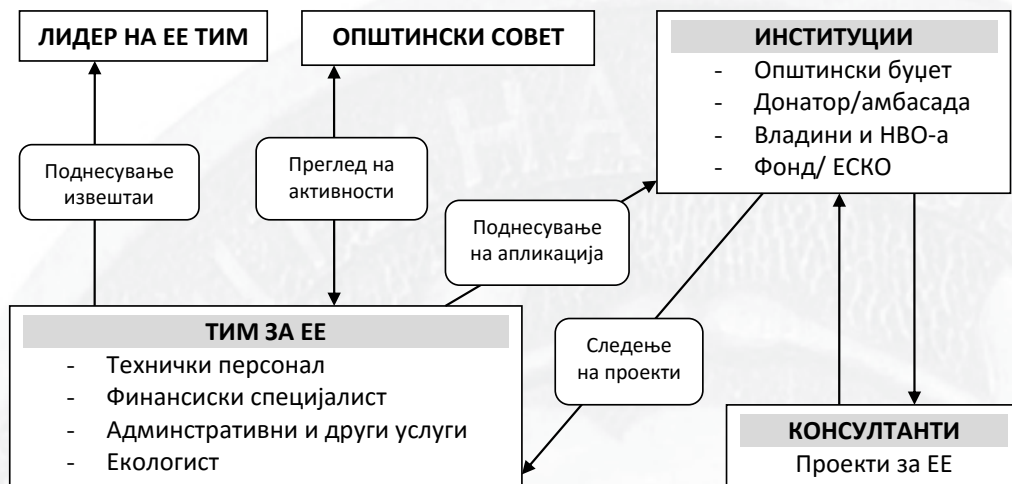 ЛИДЕР НА ЕЕ ТИМ
ОПШТИНСКИ СОВЕТ
ИНСТИТУЦИИ
- Општински буџет
- Донатор/амбасада
- Владини и НВО-а
- Фонд/ ЕСКО
Поднесување
извештаи
Преглед на
активности
Поднесување
на апликација
ТИМ ЗА ЕЕ
- Технички персонал
- Финансиски специјалист
- Админстративни и други услуги
- Екологист
Следење
на проекти
КОНСУЛТАНТИ
Проекти за ЕЕ